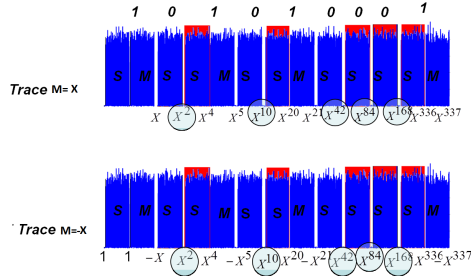 1 0 1 0 1 0 0 0 1
S M S S M S S M S S S S M
Trace M=X
X X² X⁴ X⁵ X¹⁰ X²⁰ X²¹ X⁴² X⁸⁴ X¹⁶⁸ X³³⁶ X³³⁷
S M S S M S S M S S S S M
Trace M=-X
1 1 -X X² X⁴ -X⁵ X¹⁰ X²⁰ -X²¹ X⁴² X⁸⁴ X¹⁶⁸ X³³⁶ -X³³⁷